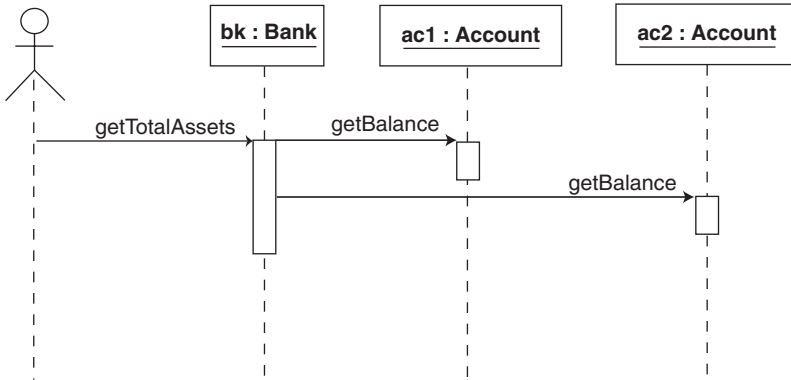 bk : Bank
ac1 : Account
ac2 : Account
getTotalAssets
getBalance
getBalance